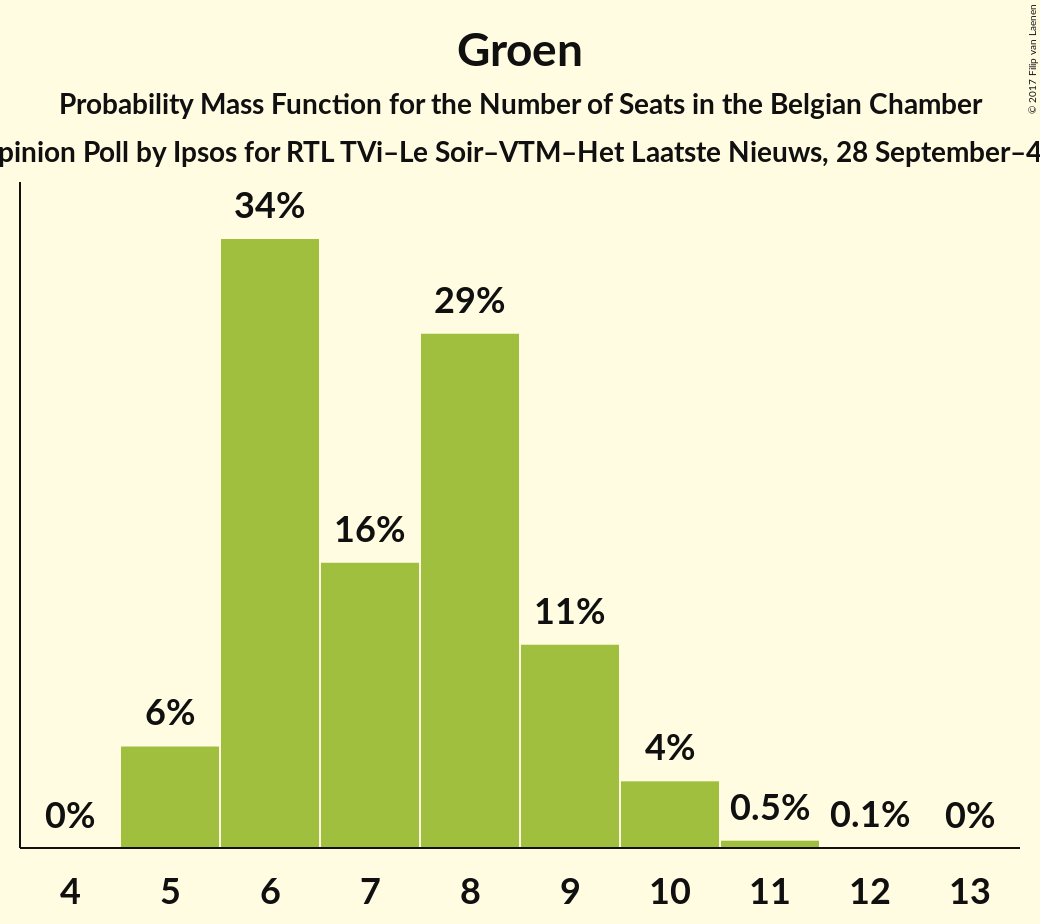 Groen
Probability Mass Function for the Number of Seats in the Belgian Chamber
pinion Poll by Ipsos for RTL TVi–Le Soir–VTM–Het Laatste Nieuws, 28 September–4
© 2017 Filip van Laenen
34%
29%
16%
11%
6%
4%
0%
0.5%
0.1%
0%
4 5 6 7 8 9 10 11 12 13